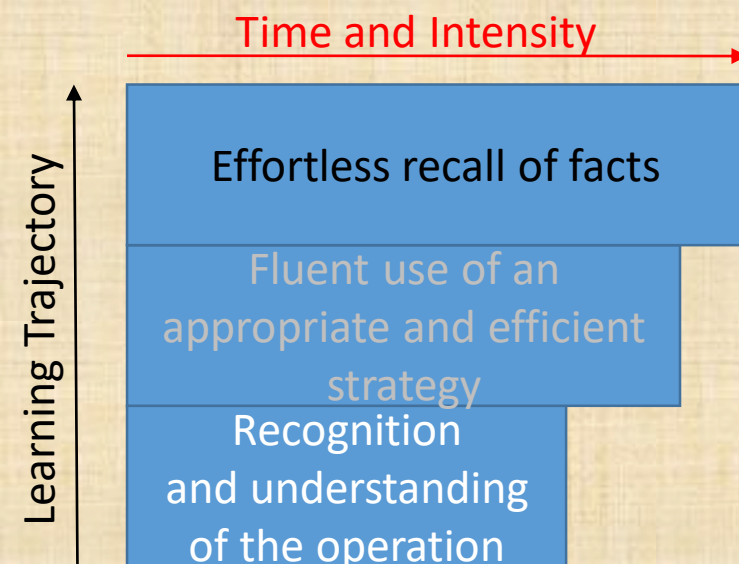 Time and Intensity
Learning Trajectory
Effortless recall of facts
Fluent use of an
appropriate and efficient
strategy
Recognition
and understanding
of the operation